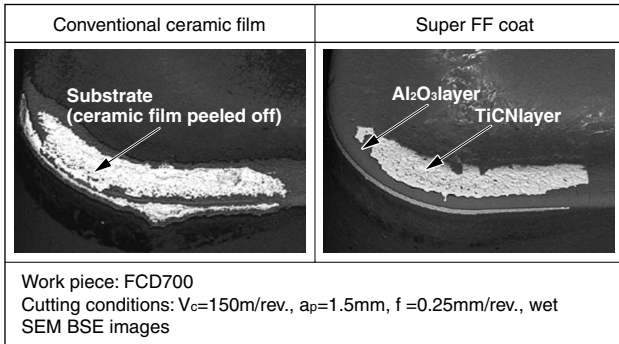 Conventional ceramic film
Super FF coat
Substrate
(ceramic film peeled off)
Al₂O₃layer
TiCNlayer
Work piece: FCD700
Cutting conditions: Vc=150m/rev., ap=1.5mm, f =0.25mm/rev., wet
SEM BSE images